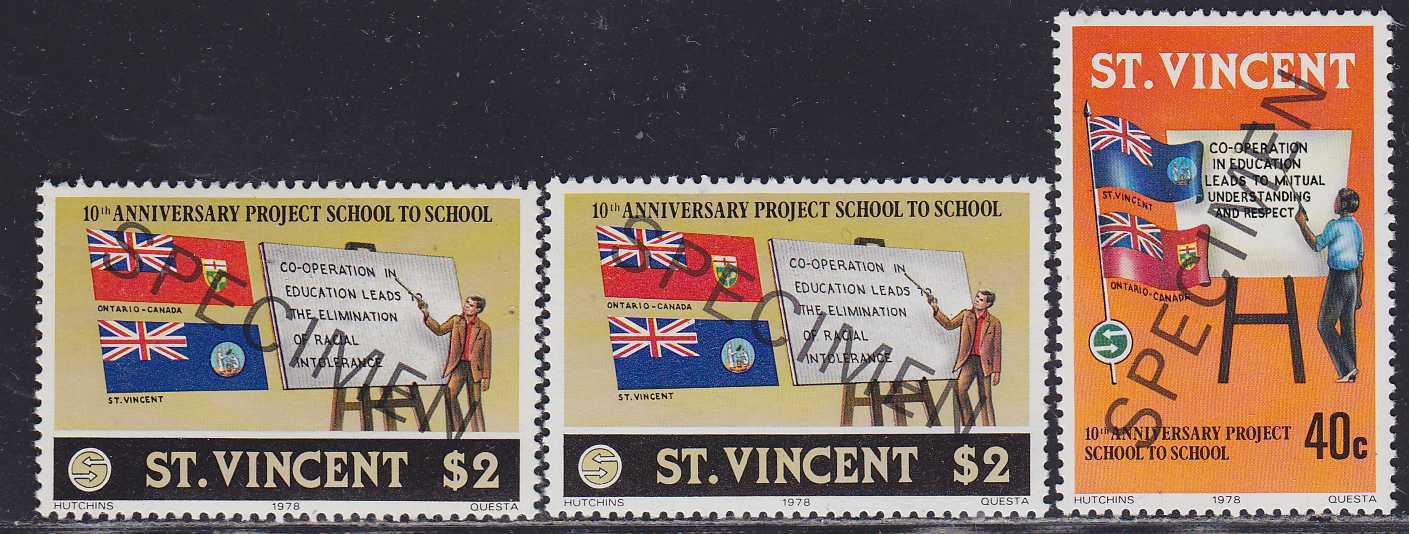 10th ANNIVERSARY PROJECT SCHOOL TO SCHOOL
ONTARIO-CANADA
ST.VINCENT
CO-OPERATION IN
EDUCATION LEADS TO
THE ELIMINATION
OF RACIAL
INTOLERANCE
SPECIMEN
ST. VINCENT $2
HUTCHINS 1978 QUESTA
10th ANNIVERSARY PROJECT SCHOOL TO SCHOOL
ONTARIO-CANADA
ST.VINCENT
CO-OPERATION IN
EDUCATION LEADS TO
THE ELIMINATION
OF RACIAL
INTOLERANCE
SPECIMEN
ST. VINCENT $2
HUTCHINS 1978 QUESTA
ST. VINCENT
CO-OPERATION
IN EDUCATION
LEADS TO MUTUAL
UNDERSTANDING
AND RESPECT
ST.VINCENT
ONTARIO-CANADA
SPECIMEN
10th ANNIVERSARY PROJECT
SCHOOL TO SCHOOL
40c
HUTCHINS 1978 QUESTA